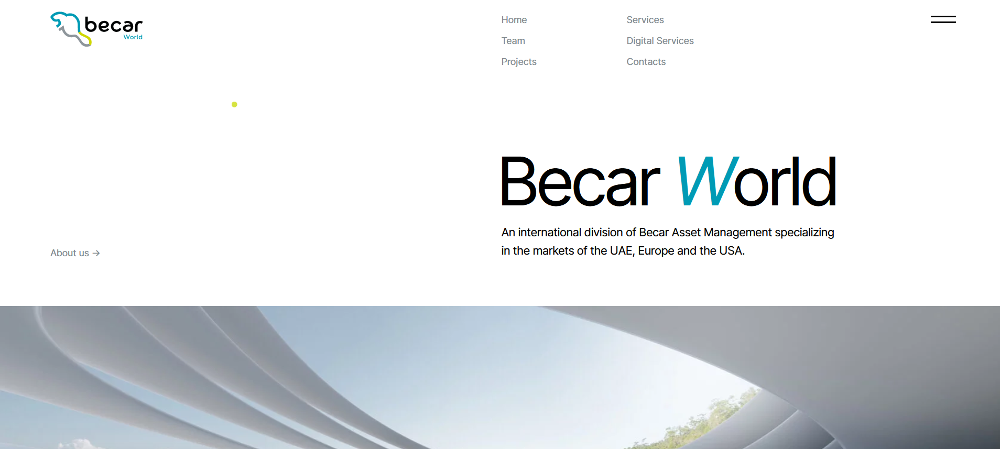 becar
World
Home
Team
Projects
Services
Digital Services
Contacts
Becar World
An international division of Becar Asset Management specializing
in the markets of the UAE, Europe and the USA.
About us →